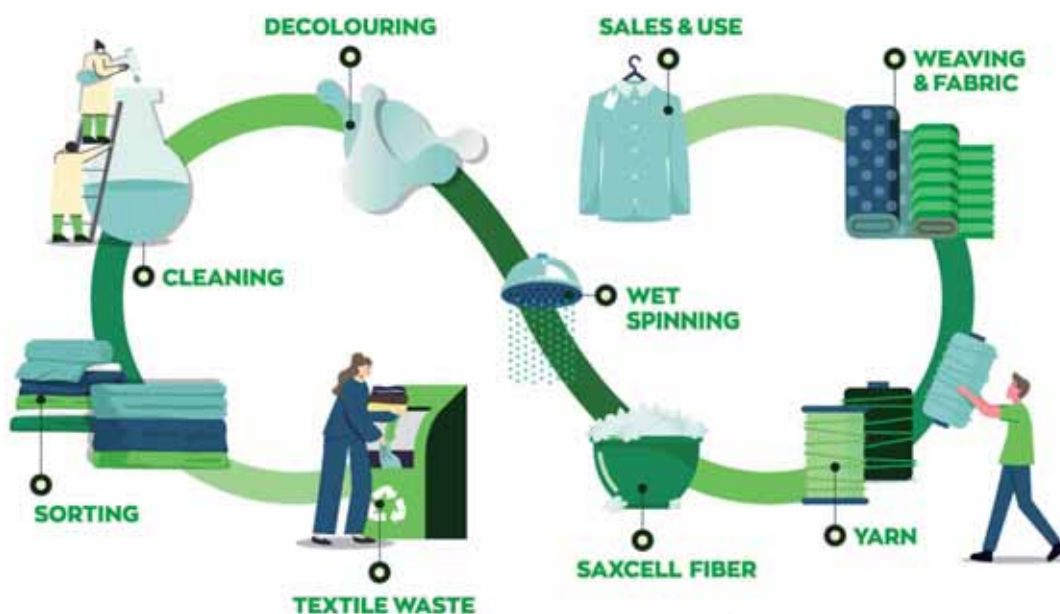 DECOLOURING
SALES & USE
WEAVING
& FABRIC
CLEANING
WET
SPINNING
SORTING
YARN
SAXCELL FIBER
TEXTILE WASTE